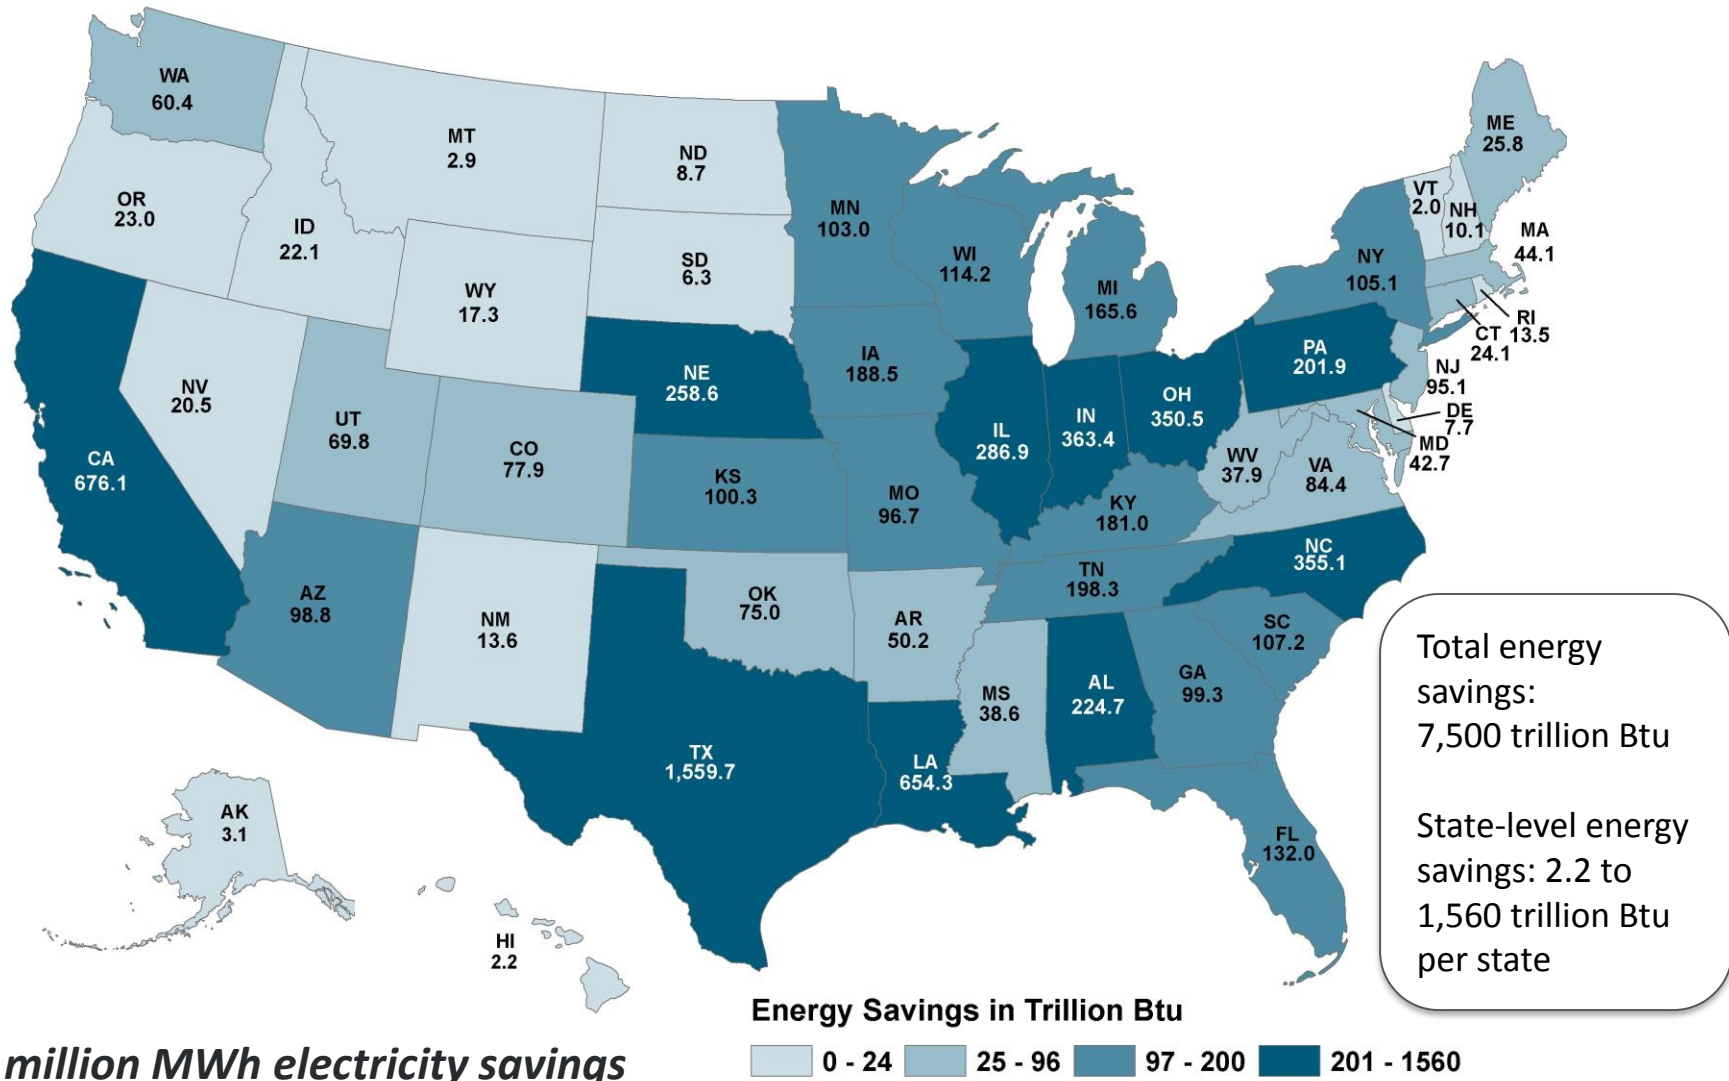 WA
60.4
MT
2.9
ND
8.7
OR
23.0
ID
22.1
WY
17.3
SD
6.3
MN
103.0
WI
114.2
MI
165.6
ME
25.8
VT
2.0
NH
10.1
MA
44.1
NY
105.1
RI
13.5
CT
24.1
NV
20.5
UT
69.8
CO
77.9
NE
258.6
IA
188.5
IL
286.9
IN
363.4
OH
350.5
PA
201.9
NJ
95.1
DE
7.7
MD
42.7
CA
676.1
KS
100.3
MO
96.7
KY
181.0
WV
37.9
VA
84.4
AZ
98.8
NM
13.6
OK
75.0
AR
50.2
TN
198.3
NC
355.1
SC
107.2
MS
38.6
AL
224.7
GA
99.3
TX
1,559.7
LA
654.3
FL
132.0
AK
3.1
HI
2.2
Total energy
savings:
7,500 trillion Btu
State-level energy
savings: 2.2 to
1,560 trillion Btu
per state
Energy Savings in Trillion Btu
0 - 24
25 - 96
97 - 200
201 - 1560
million MWh electricity savings